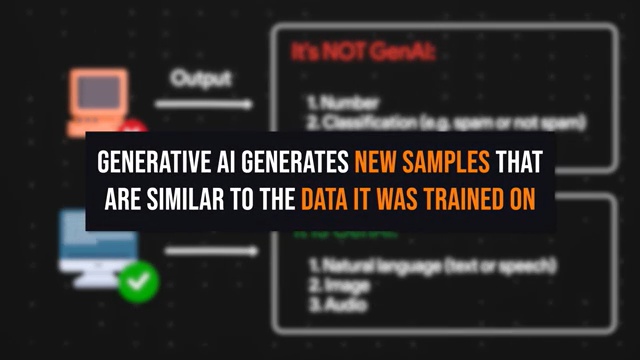 It's NOT GenAI:
Output
1. Number
2. Classification (e.g. spam or not spam)
GENERATIVE AI GENERATES NEW SAMPLES THAT
ARE SIMILAR TO THE DATA IT WAS TRAINED ON
1. Natural language (text or speech)
2. Image
3. Audio